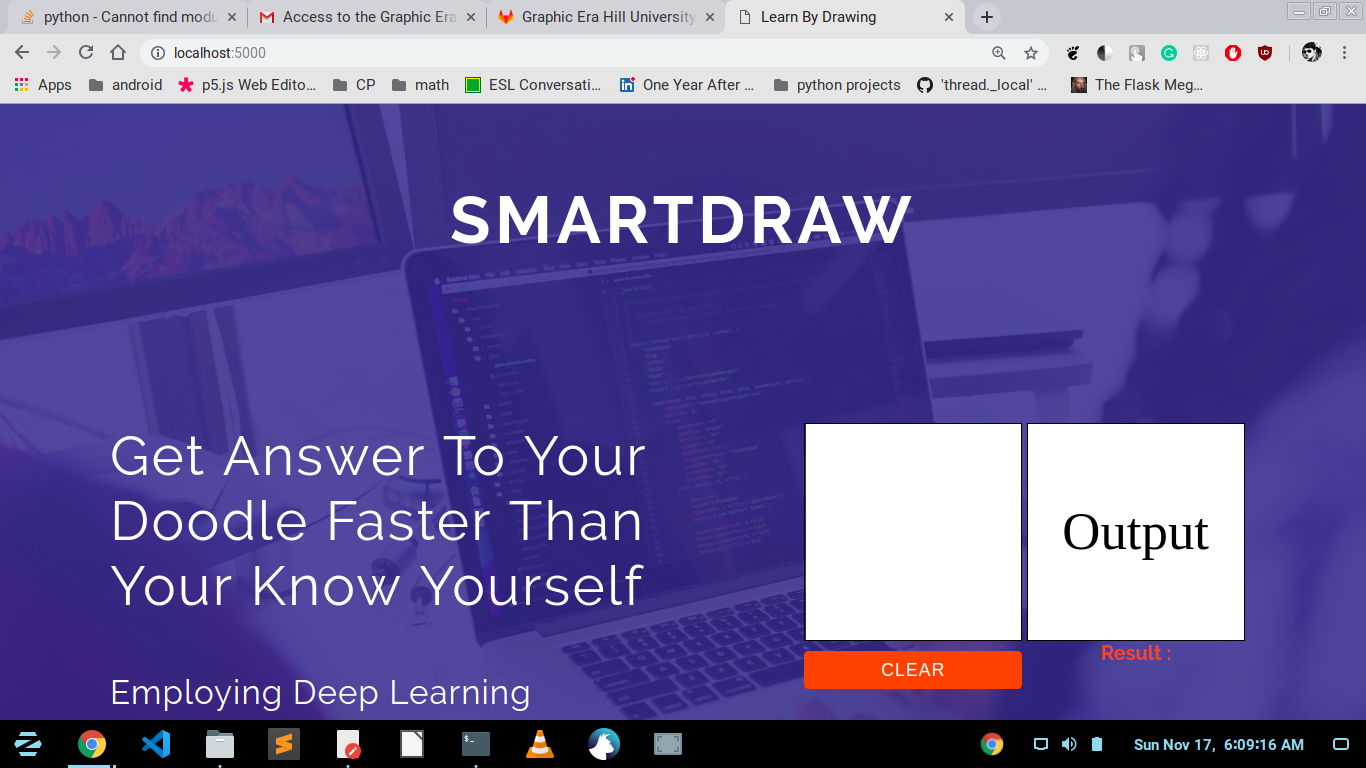 python - Cannot find modu
Access to the Graphic Era
Graphic Era Hill University
Learn By Drawing
localhost:5000
Apps
android
p5.js Web Edito...
CP
math
ESL Conversati...
One Year After ...
python projects
'thread._local' ...
The Flask Meg...
SMARTDRAW
Get Answer To Your
Doodle Faster Than
Your Know Yourself
Employing Deep Learning
Output
CLEAR
Result :
Sun Nov 17, 6:09:16 AM